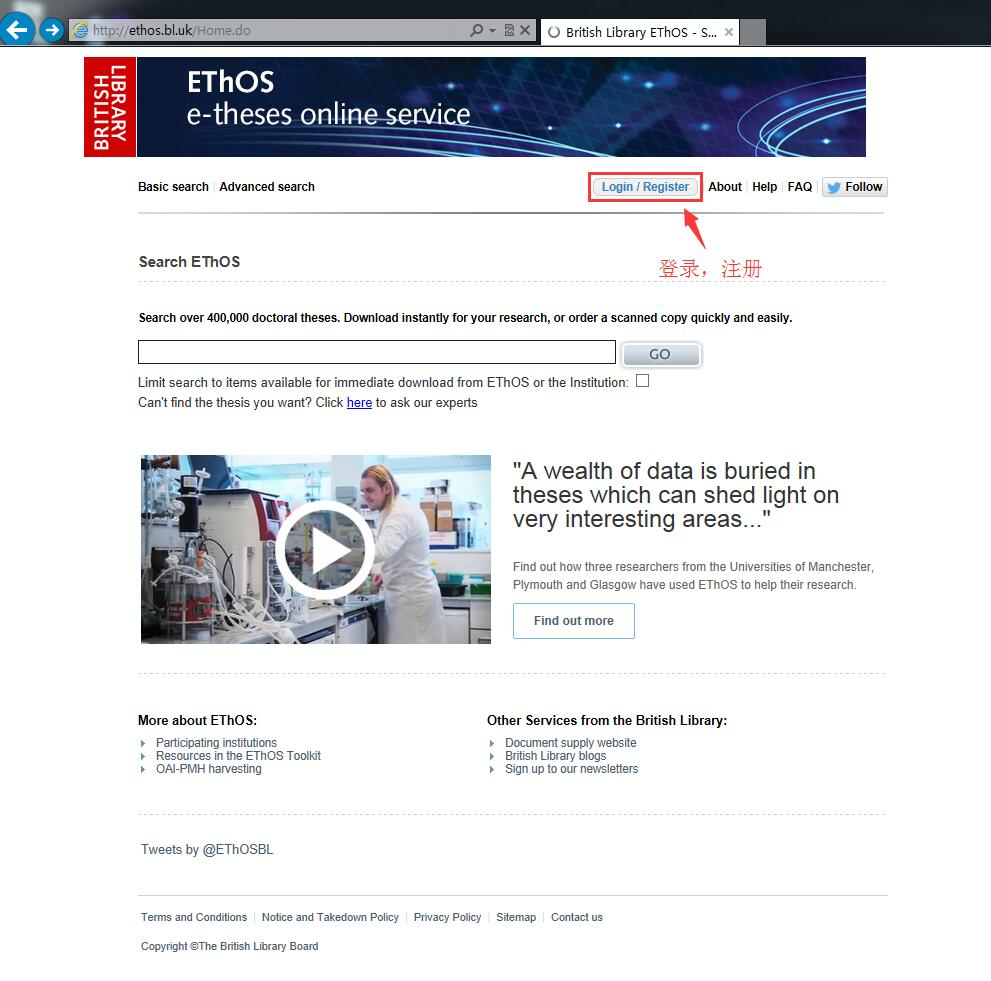 http://ethos.bl.uk/Home.do
British Library EThOS - S...
BRITISH
LIBRARY
EThOS
e-theses online service
Basic search Advanced search Login / Register About Help FAQ Follow
登录，注册
Search EThOS
Search over 400,000 doctoral theses. Download instantly for your research, or order a scanned copy quickly and easily.
GO
Limit search to items available for immediate download from EThOS or the Institution:
Can't find the thesis you want? Click here to ask our experts
"A wealth of data is buried in
theses which can shed light on
very interesting areas..."
Find out how three researchers from the Universities of Manchester,
Plymouth and Glasgow have used EThOS to help their research.
Find out more
More about EThOS:
Participating institutions
Resources in the EThOS Toolkit
OAI-PMH harvesting
Other Services from the British Library:
Document supply website
British Library blogs
Sign up to our newsletters
Tweets by @EThOSBL
Terms and Conditions Notice and Takedown Policy Privacy Policy Sitemap Contact us
Copyright ©The British Library Board